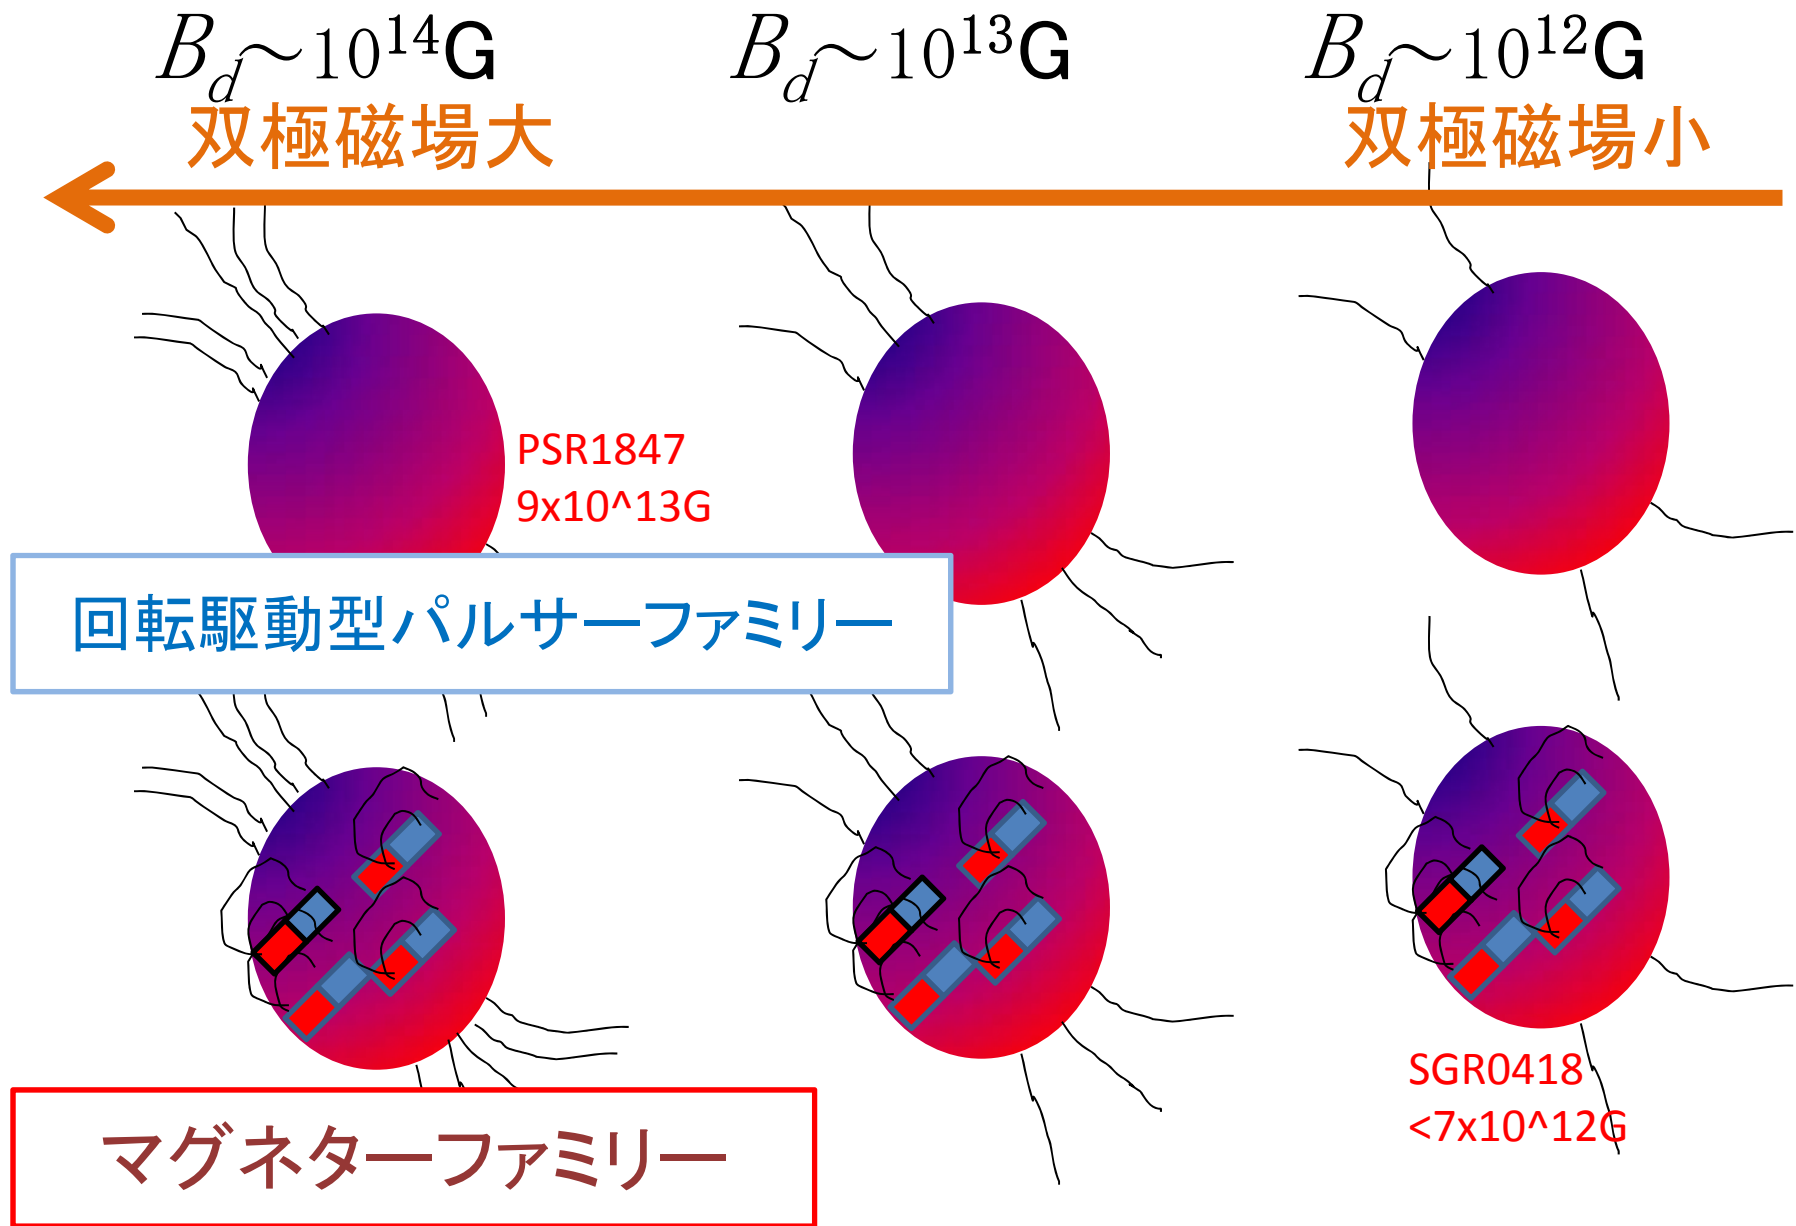 B_d～10^14G
B_d～10^13G
B_d～10^12G
双極磁場大
双極磁場小
PSR1847
9x10^13G
回転駆動型パルサーファミリー
マグネターファミリー
SGR0418
<7x10^12G